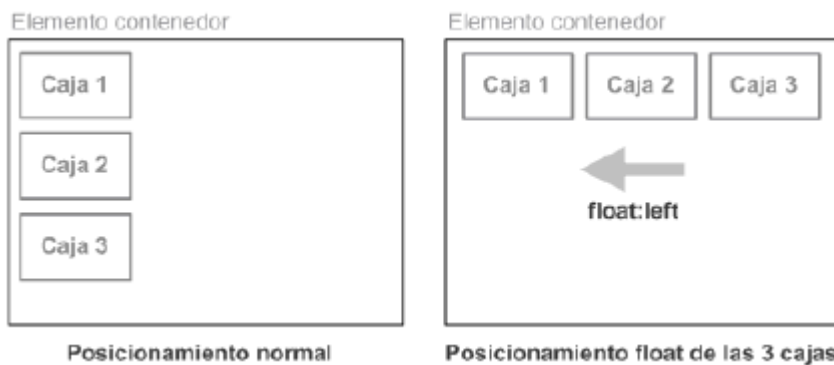 Elemento contenedor
Caja 1
Caja 2
Caja 3
Posicionamiento normal
Elemento contenedor
Caja 1 Caja 2 Caja 3
float:left
Posicionamiento float de las 3 cajas